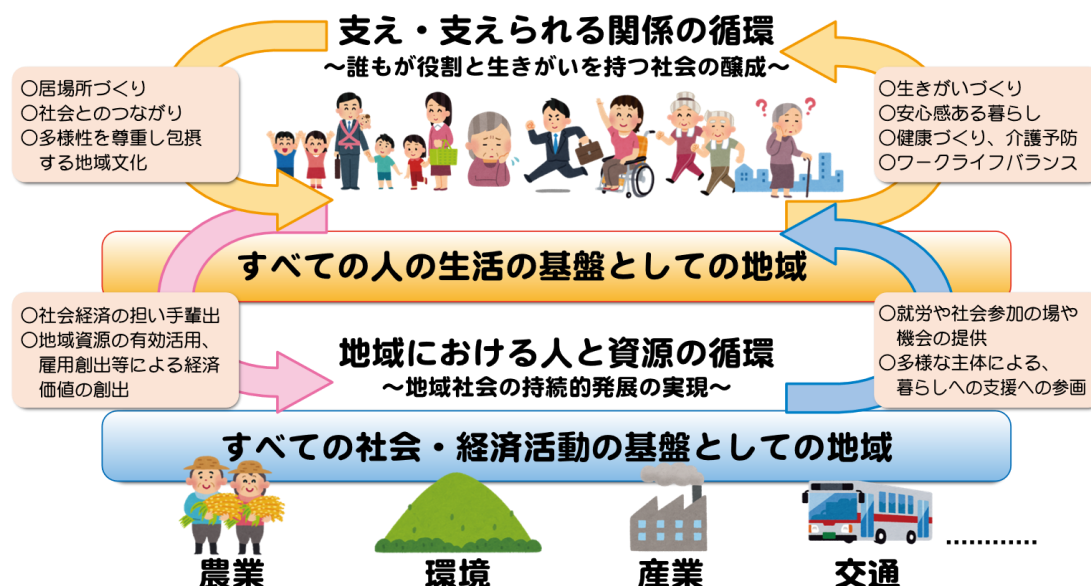 支え・支えられる関係の循環
～誰もが役割と生きがいを持つ社会の醸成～
○居場所づくり
○社会とのつながり
○多様性を尊重し包摂
する地域文化
○生きがいづくり
○安心感ある暮らし
○健康づくり、介護予防
○ワークライフバランス
? ?
すべての人の生活の基盤としての地域
○社会経済の担い手輩出
○地域資源の有効活用、
雇用創出等による経済
価値の創出
地域における人と資源の循環
～地域社会の持続的発展の実現～
○就労や社会参加の場や
機会の提供
○多様な主体による、
暮らしへの支援への参画
すべての社会・経済活動の基盤としての地域
農業
環境
産業
交通
…………